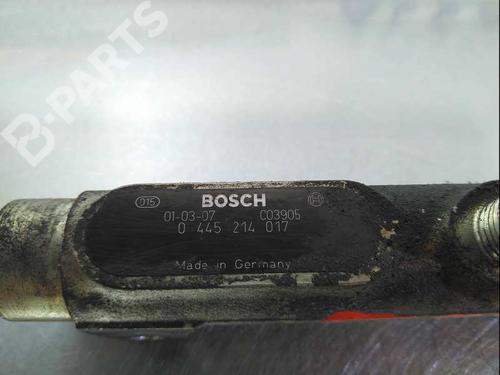 B-PARTS
015 BOSCH
01-03-07 C03905
0 445 214 017
Made in Germany